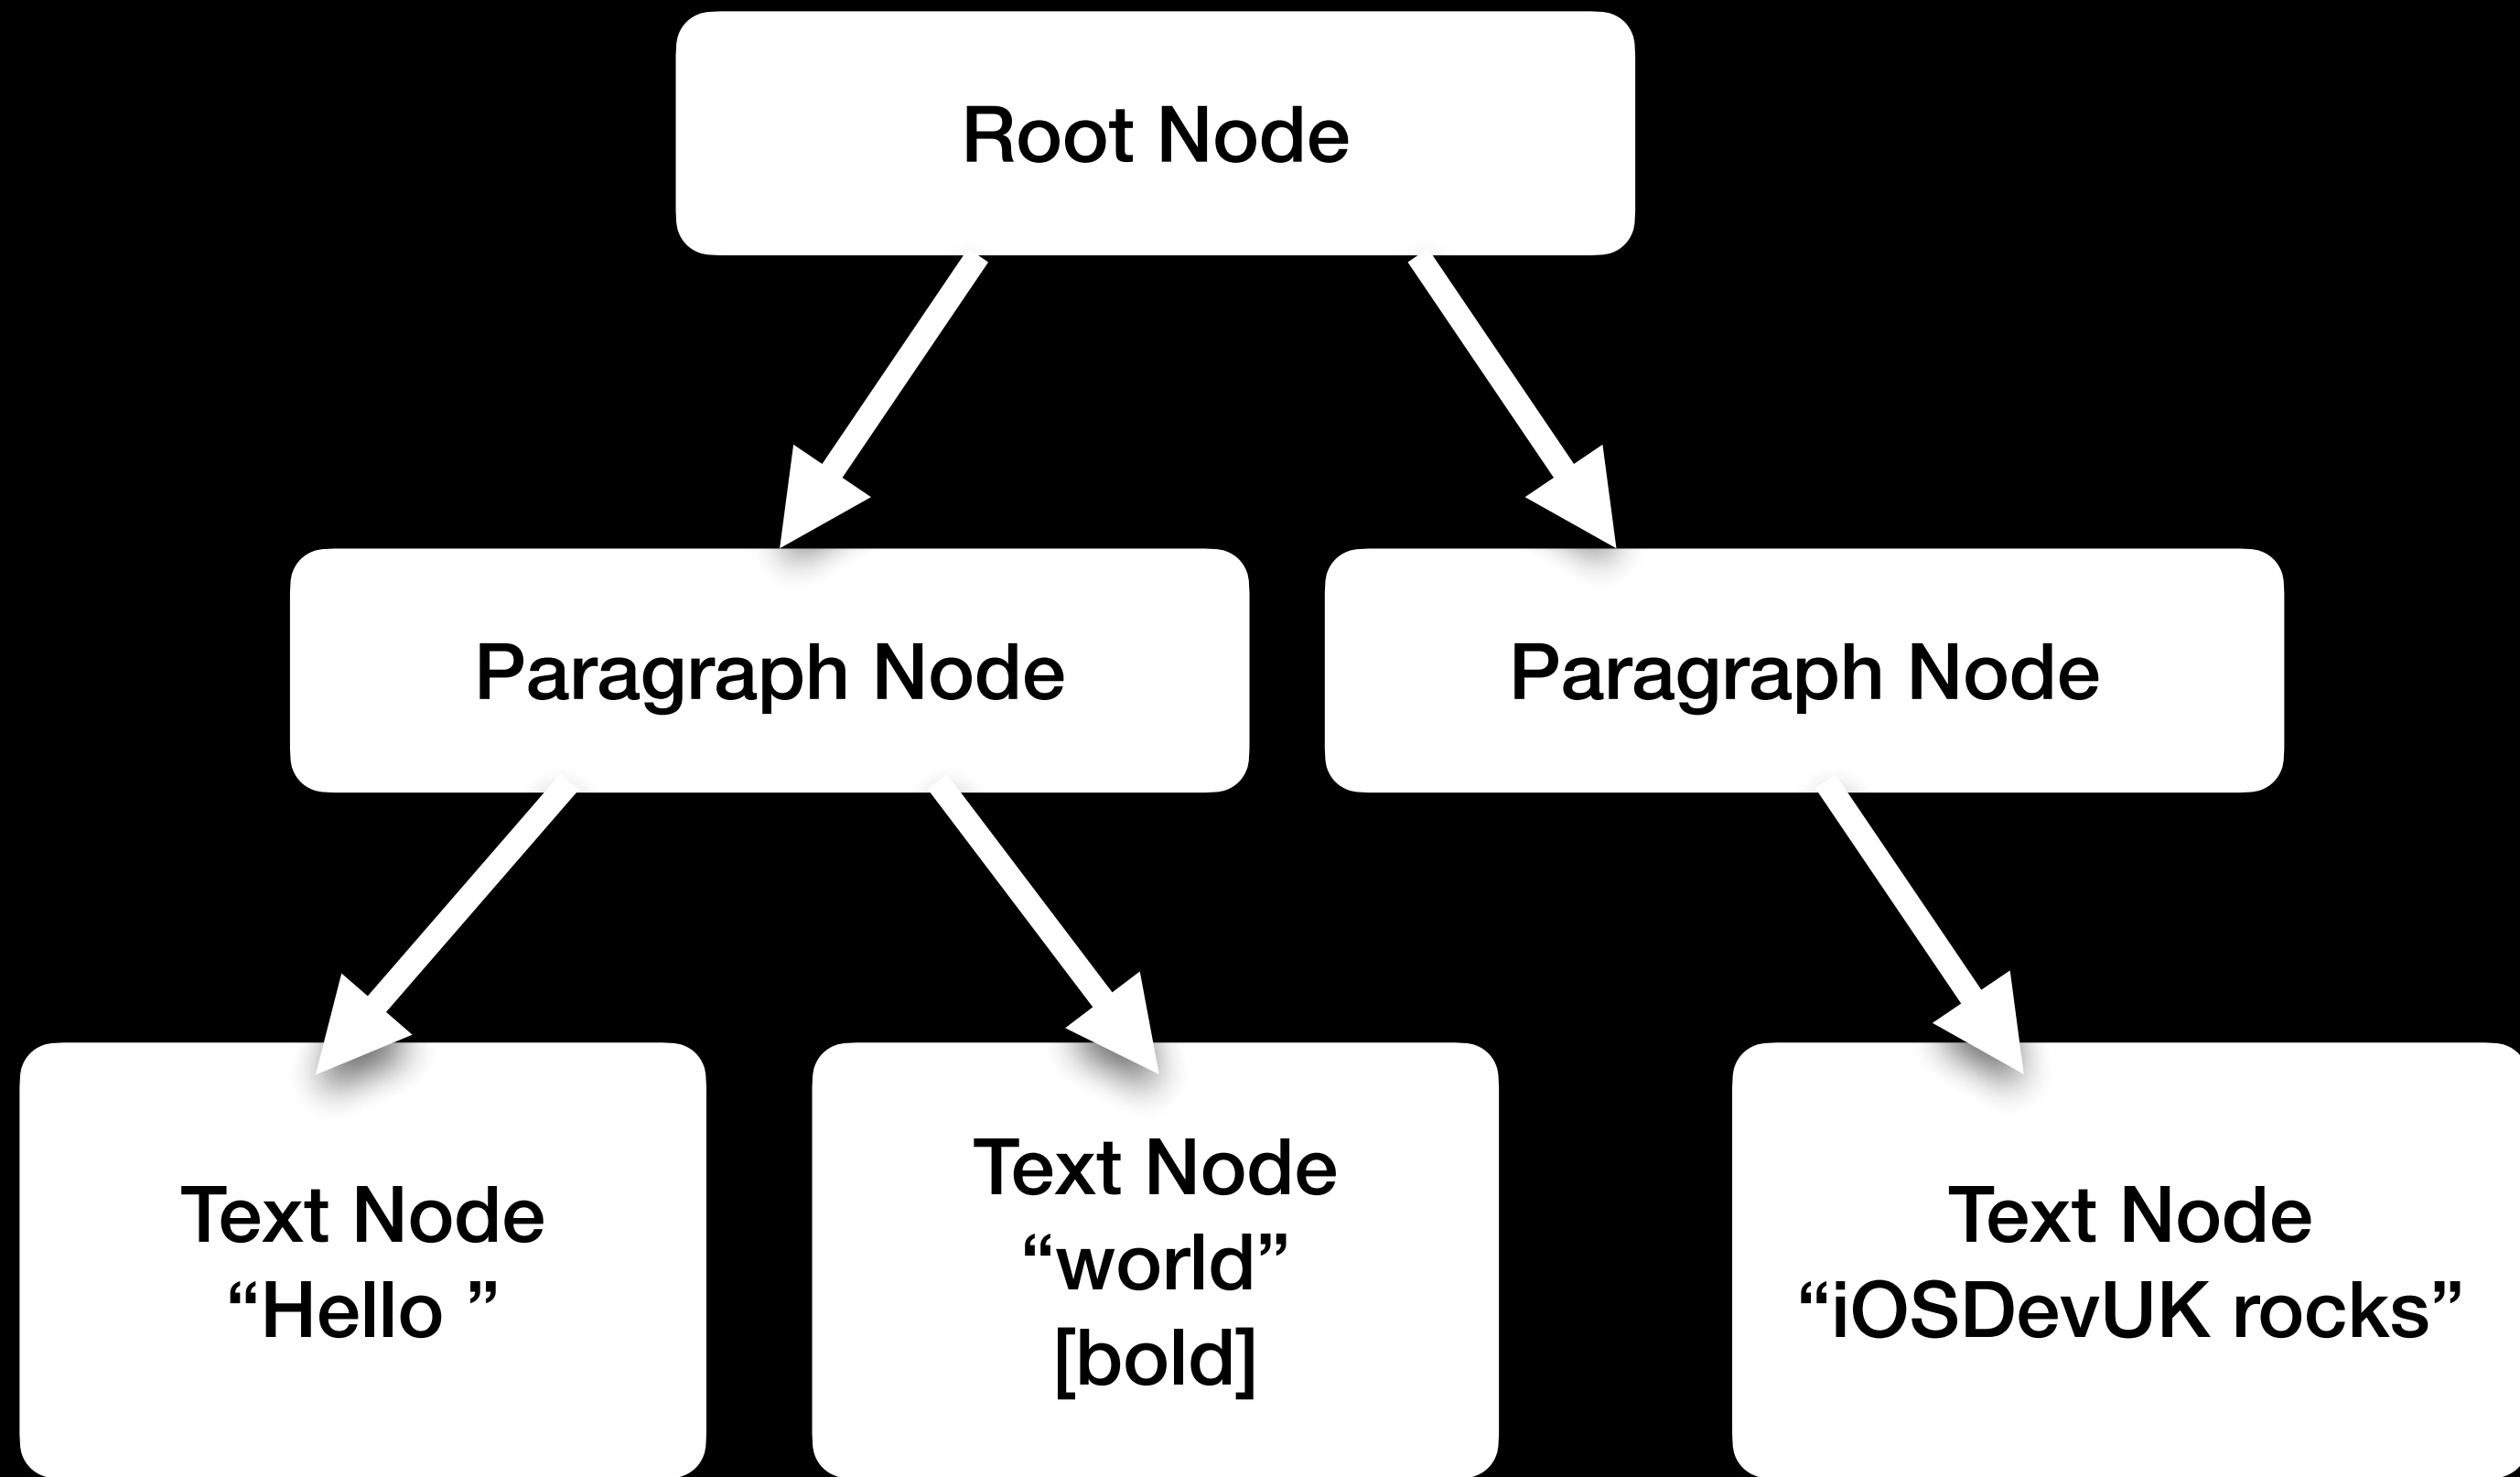 Root Node
Paragraph Node
Paragraph Node
Text Node
“Hello ”
Text Node
“world”
[bold]
Text Node
“iOSDevUK rocks”